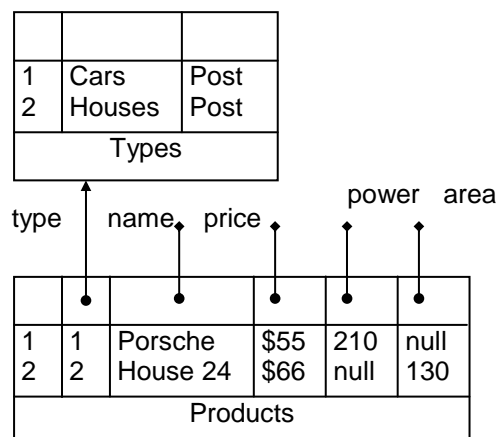 1 Cars Post
2 Houses Post
Types
power area
type name price
1 1 Porsche $55 210 null
2 2 House 24 $66 null 130
Products